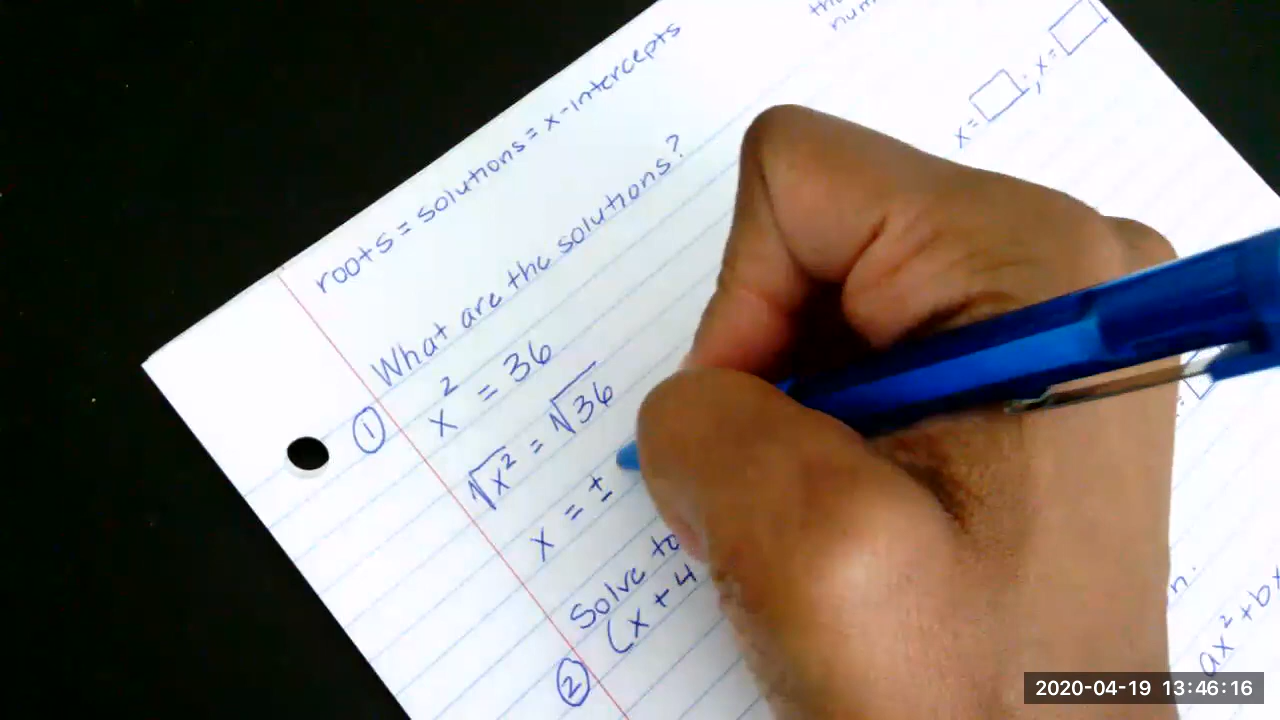 roots = solutions = x-intercepts
What are the solutions?
① x² = 36
√x² = √36
x = ±
Solve
② (x + 4
x = □; x = □
ax² + bx
2020-04-19 13:46:16